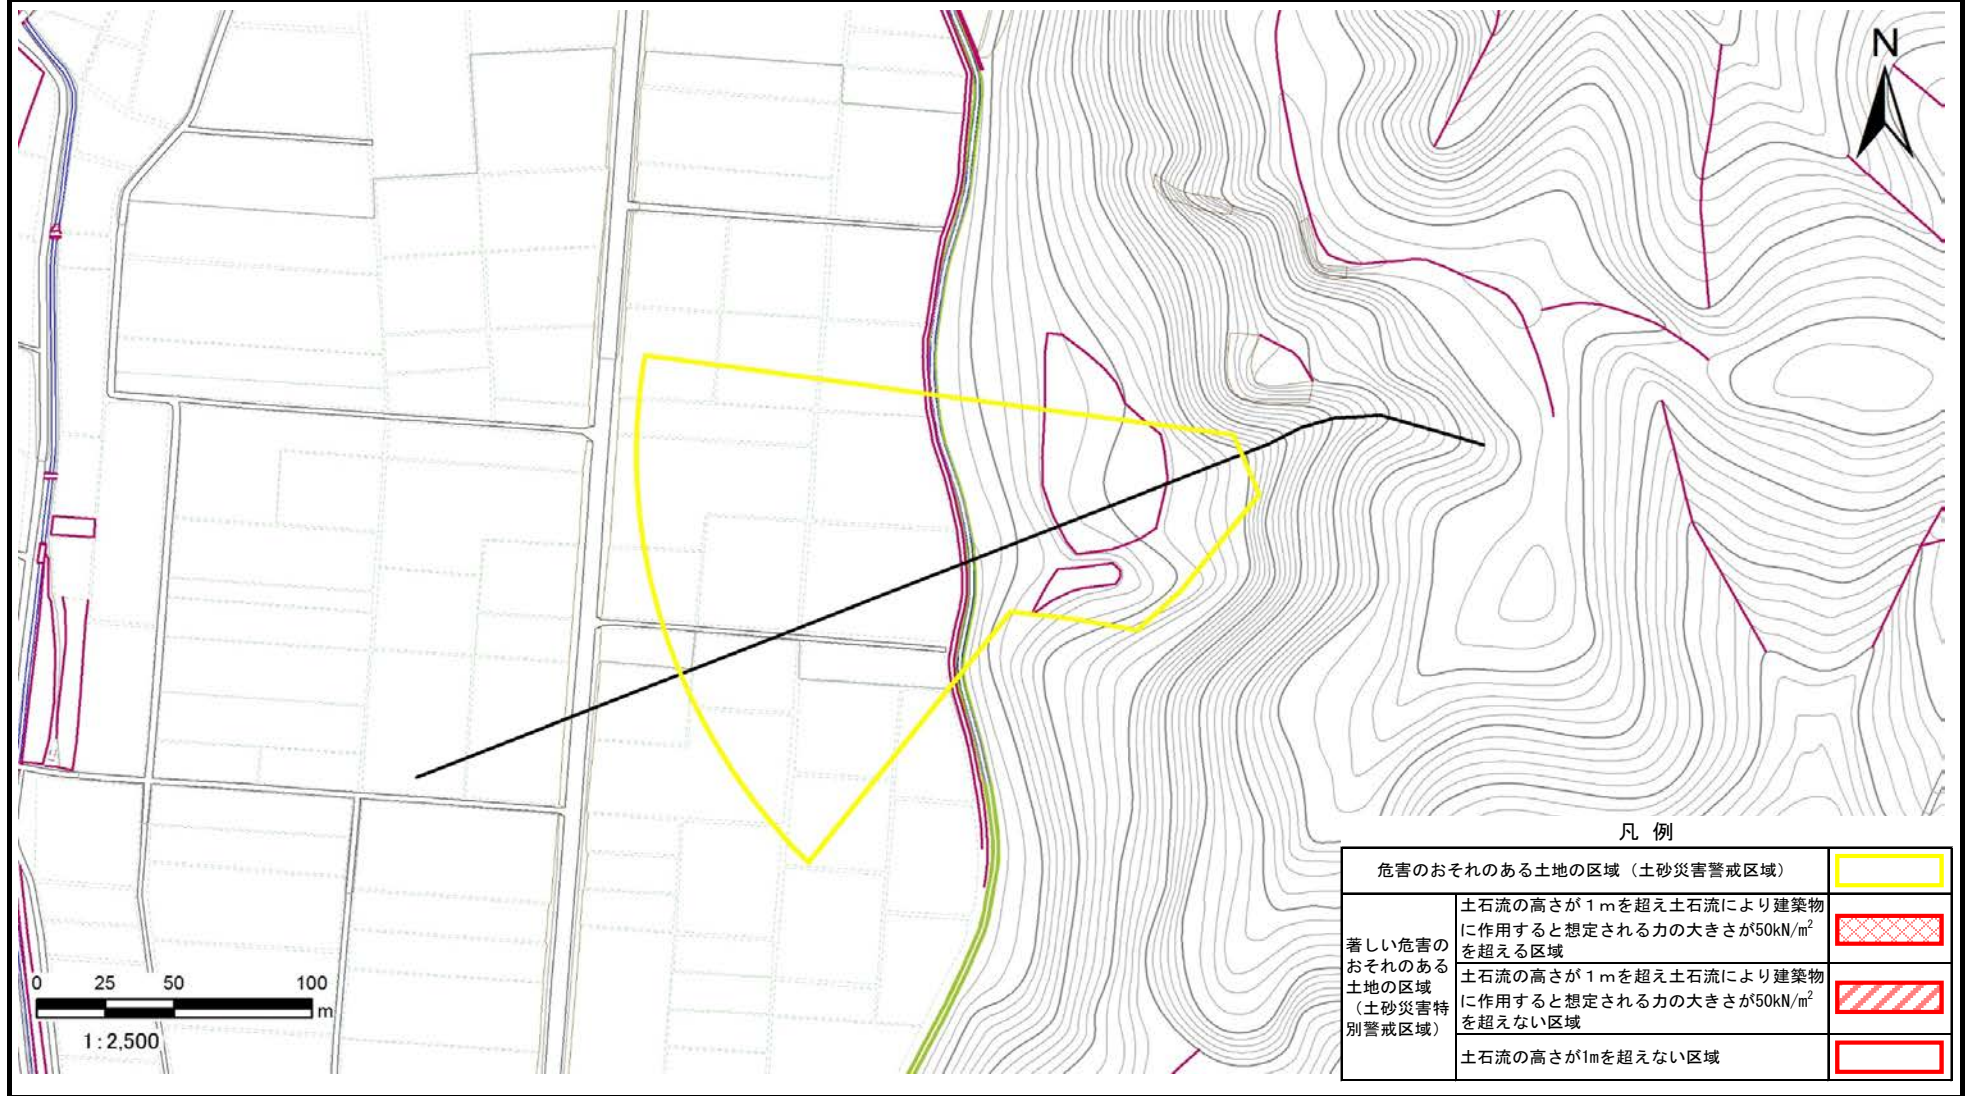 N
凡 例
危害のおそれのある土地の区域（土砂災害警戒区域）
著しい危害の
おそれのある
土地の区域
（土砂災害特
別警戒区域）
土石流の高さが１ｍを超え土石流により建築物
に作用すると想定される力の大きさが50kN/m²
を超える区域
土石流の高さが１ｍを超え土石流により建築物
に作用すると想定される力の大きさが50kN/m²
を超えない区域
土石流の高さが1mを超えない区域
0 25 50 100
m
1:2,500